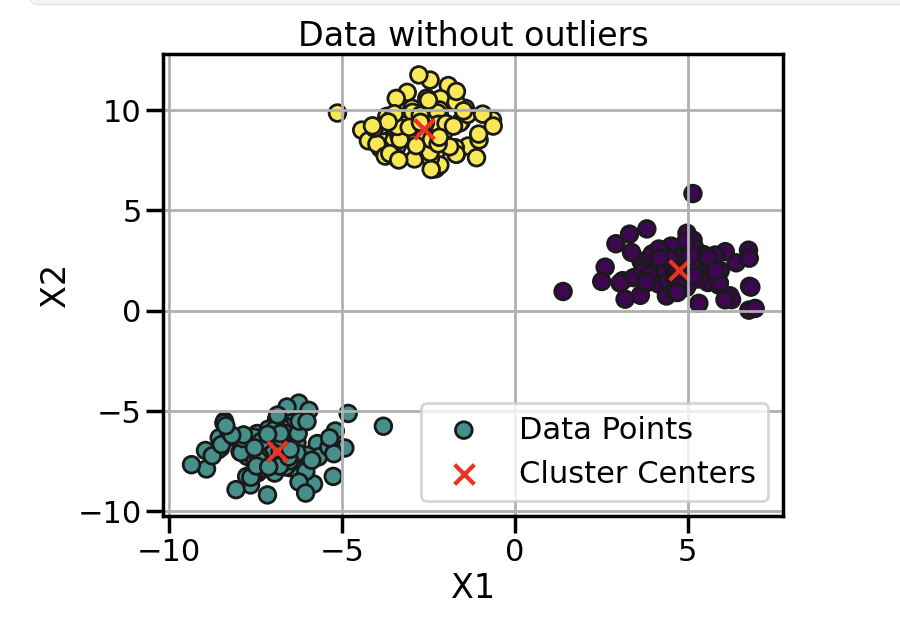 Data without outliers
10
5
0
−5
−10
X2
Data Points
Cluster Centers
−10 −5 0 5
X1